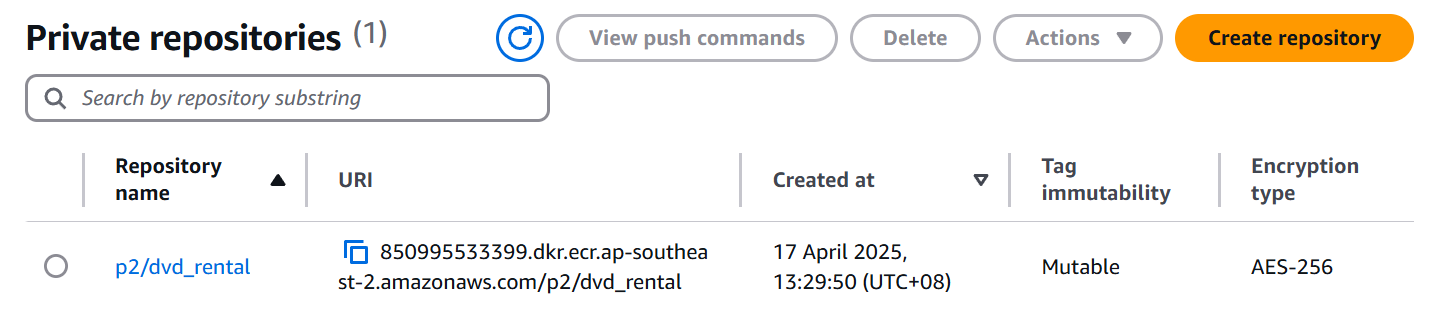 Private repositories (1)
View push commands
Delete
Actions
Create repository
Search by repository substring
Repository
name
URI
Created at
Tag
immutability
Encryption
type
p2/dvd_rental
850995533399.dkr.ecr.ap-southea
st-2.amazonaws.com/p2/dvd_rental
17 April 2025,
13:29:50 (UTC+08)
Mutable
AES-256